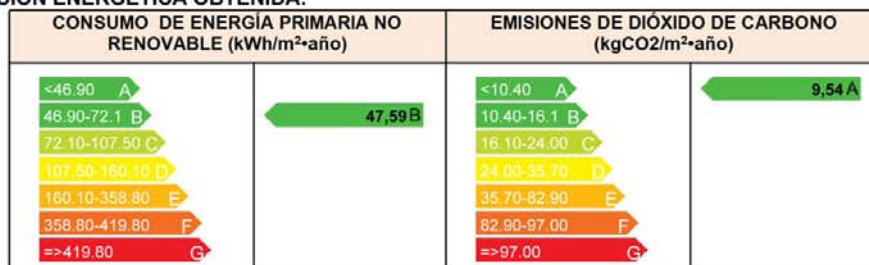 CONSUMO DE ENERGÍA PRIMARIA NO
RENOVABLE (kWh/m²•año)
<46.90 A
46.90-72.1 B
72.10-107.50 C
107.50-160.10 D
160.10-358.80 E
358.80-419.80 F
=>419.80 G
47,59 B
EMISIONES DE DIÓXIDO DE CARBONO
(kgCO2/m²•año)
<10.40 A
10.40-16.1 B
16.10-24.00 C
24.00-35.70 D
35.70-82.90 E
82.90-97.00 F
=>97.00 G
9,54 A